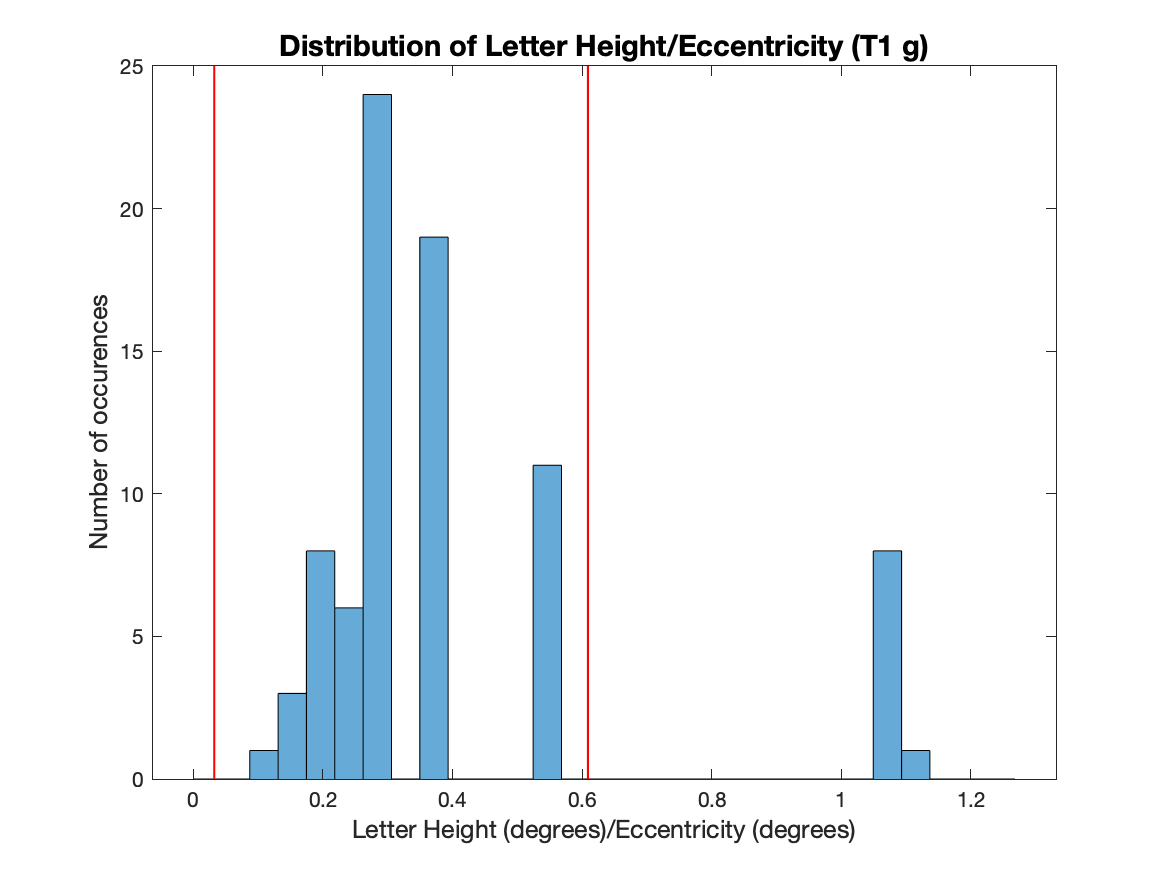 Distribution of Letter Height/Eccentricity (T1 g)
25
20
15
10
5
0
Number of occurences
0 0.2 0.4 0.6 0.8 1 1.2
Letter Height (degrees)/Eccentricity (degrees)